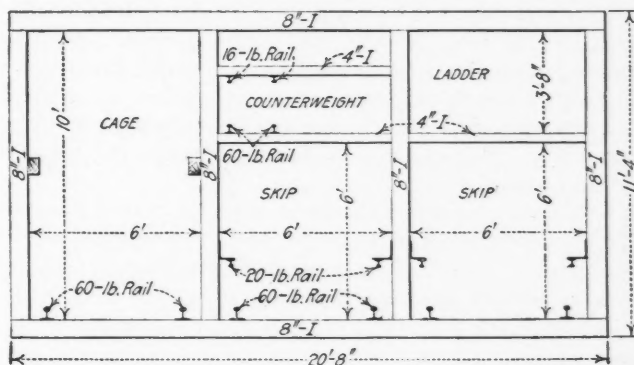 8"-I
16-lb. Rail
4"-I
LADDER
3'-8"
10'
CAGE
COUNTERWEIGHT
4"-I
8"-I
8"-I
60-lb. Rail
8"-I
8"-I
11'-4"
SKIP
6'
SKIP
6'
6'
6'
6'
20-lb. Rail
60-lb. Rail
60-lb. Rail
8"-I
20'-8"